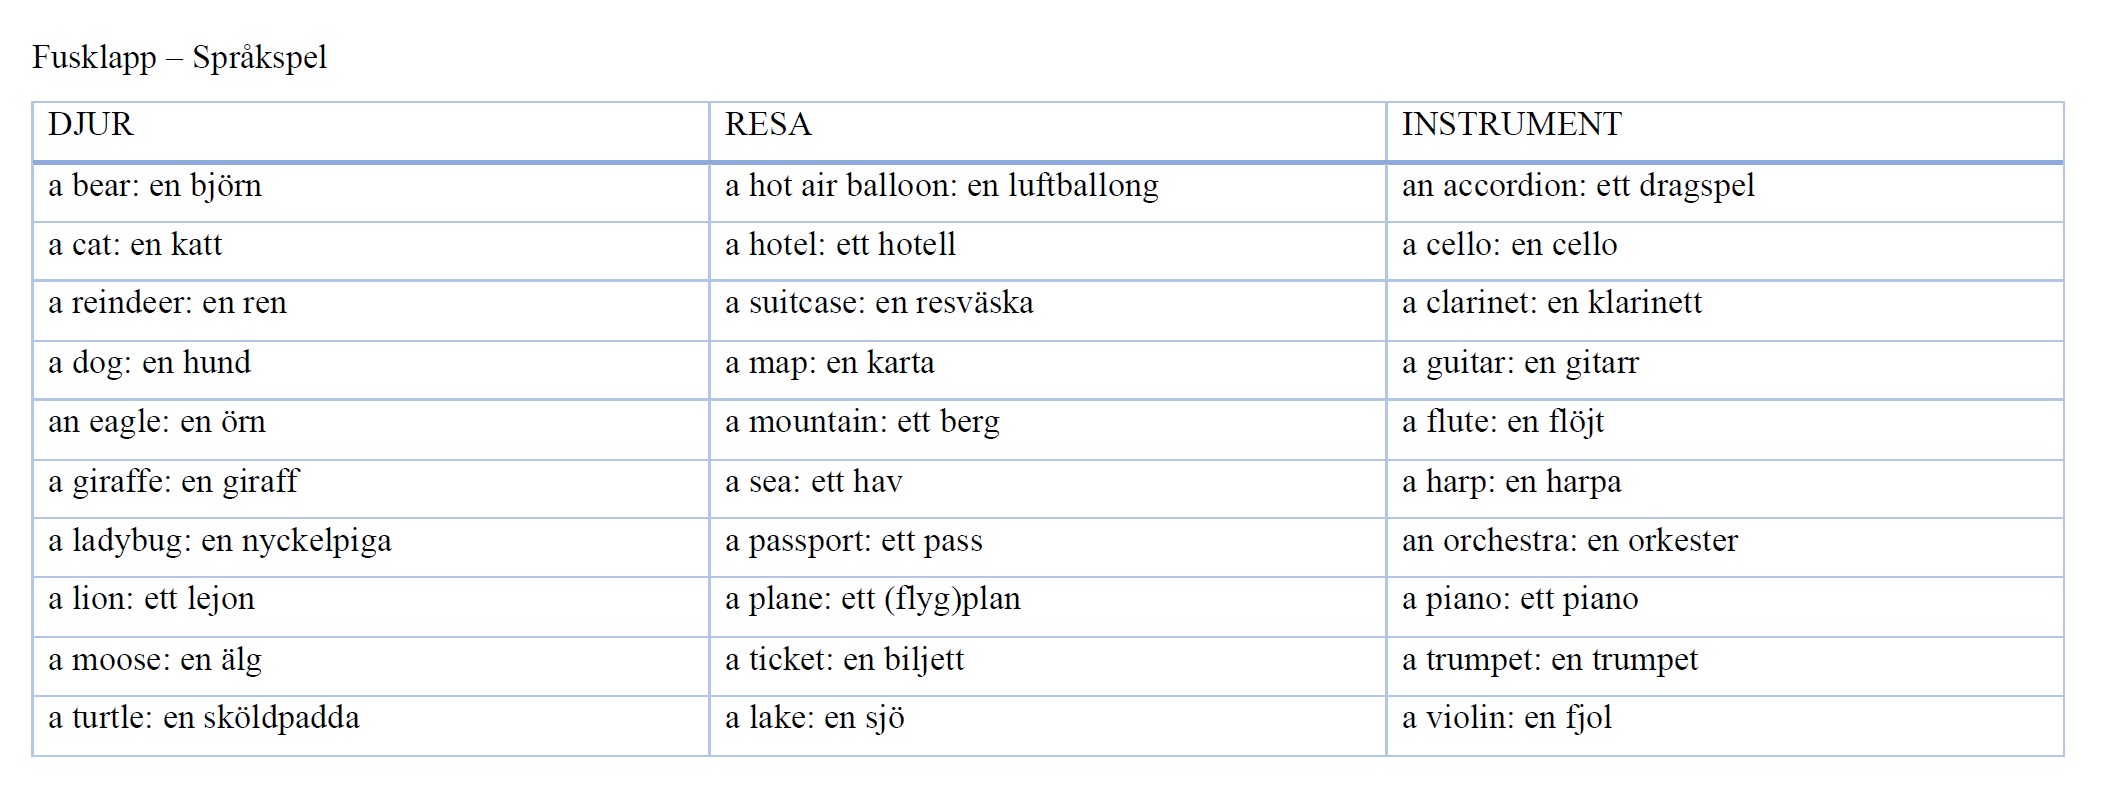 Fusklapp – Språkspel
DJUR RESA INSTRUMENT
a bear: en björn a hot air balloon: en luftballong an accordion: ett dragspel
a cat: en katt a hotel: ett hotell a cello: en cello
a reindeer: en ren a suitcase: en resväska a clarinet: en klarinett
a dog: en hund a map: en karta a guitar: en gitarr
an eagle: en örn a mountain: ett berg a flute: en flöjt
a giraffe: en giraff a sea: ett hav a harp: en harpa
a ladybug: en nyckelpiga a passport: ett pass an orchestra: en orkester
a lion: ett lejon a plane: ett (flyg)plan a piano: ett piano
a moose: en älg a ticket: en biljett a trumpet: en trumpet
a turtle: en sköldpadda a lake: en sjö a violin: en fjol